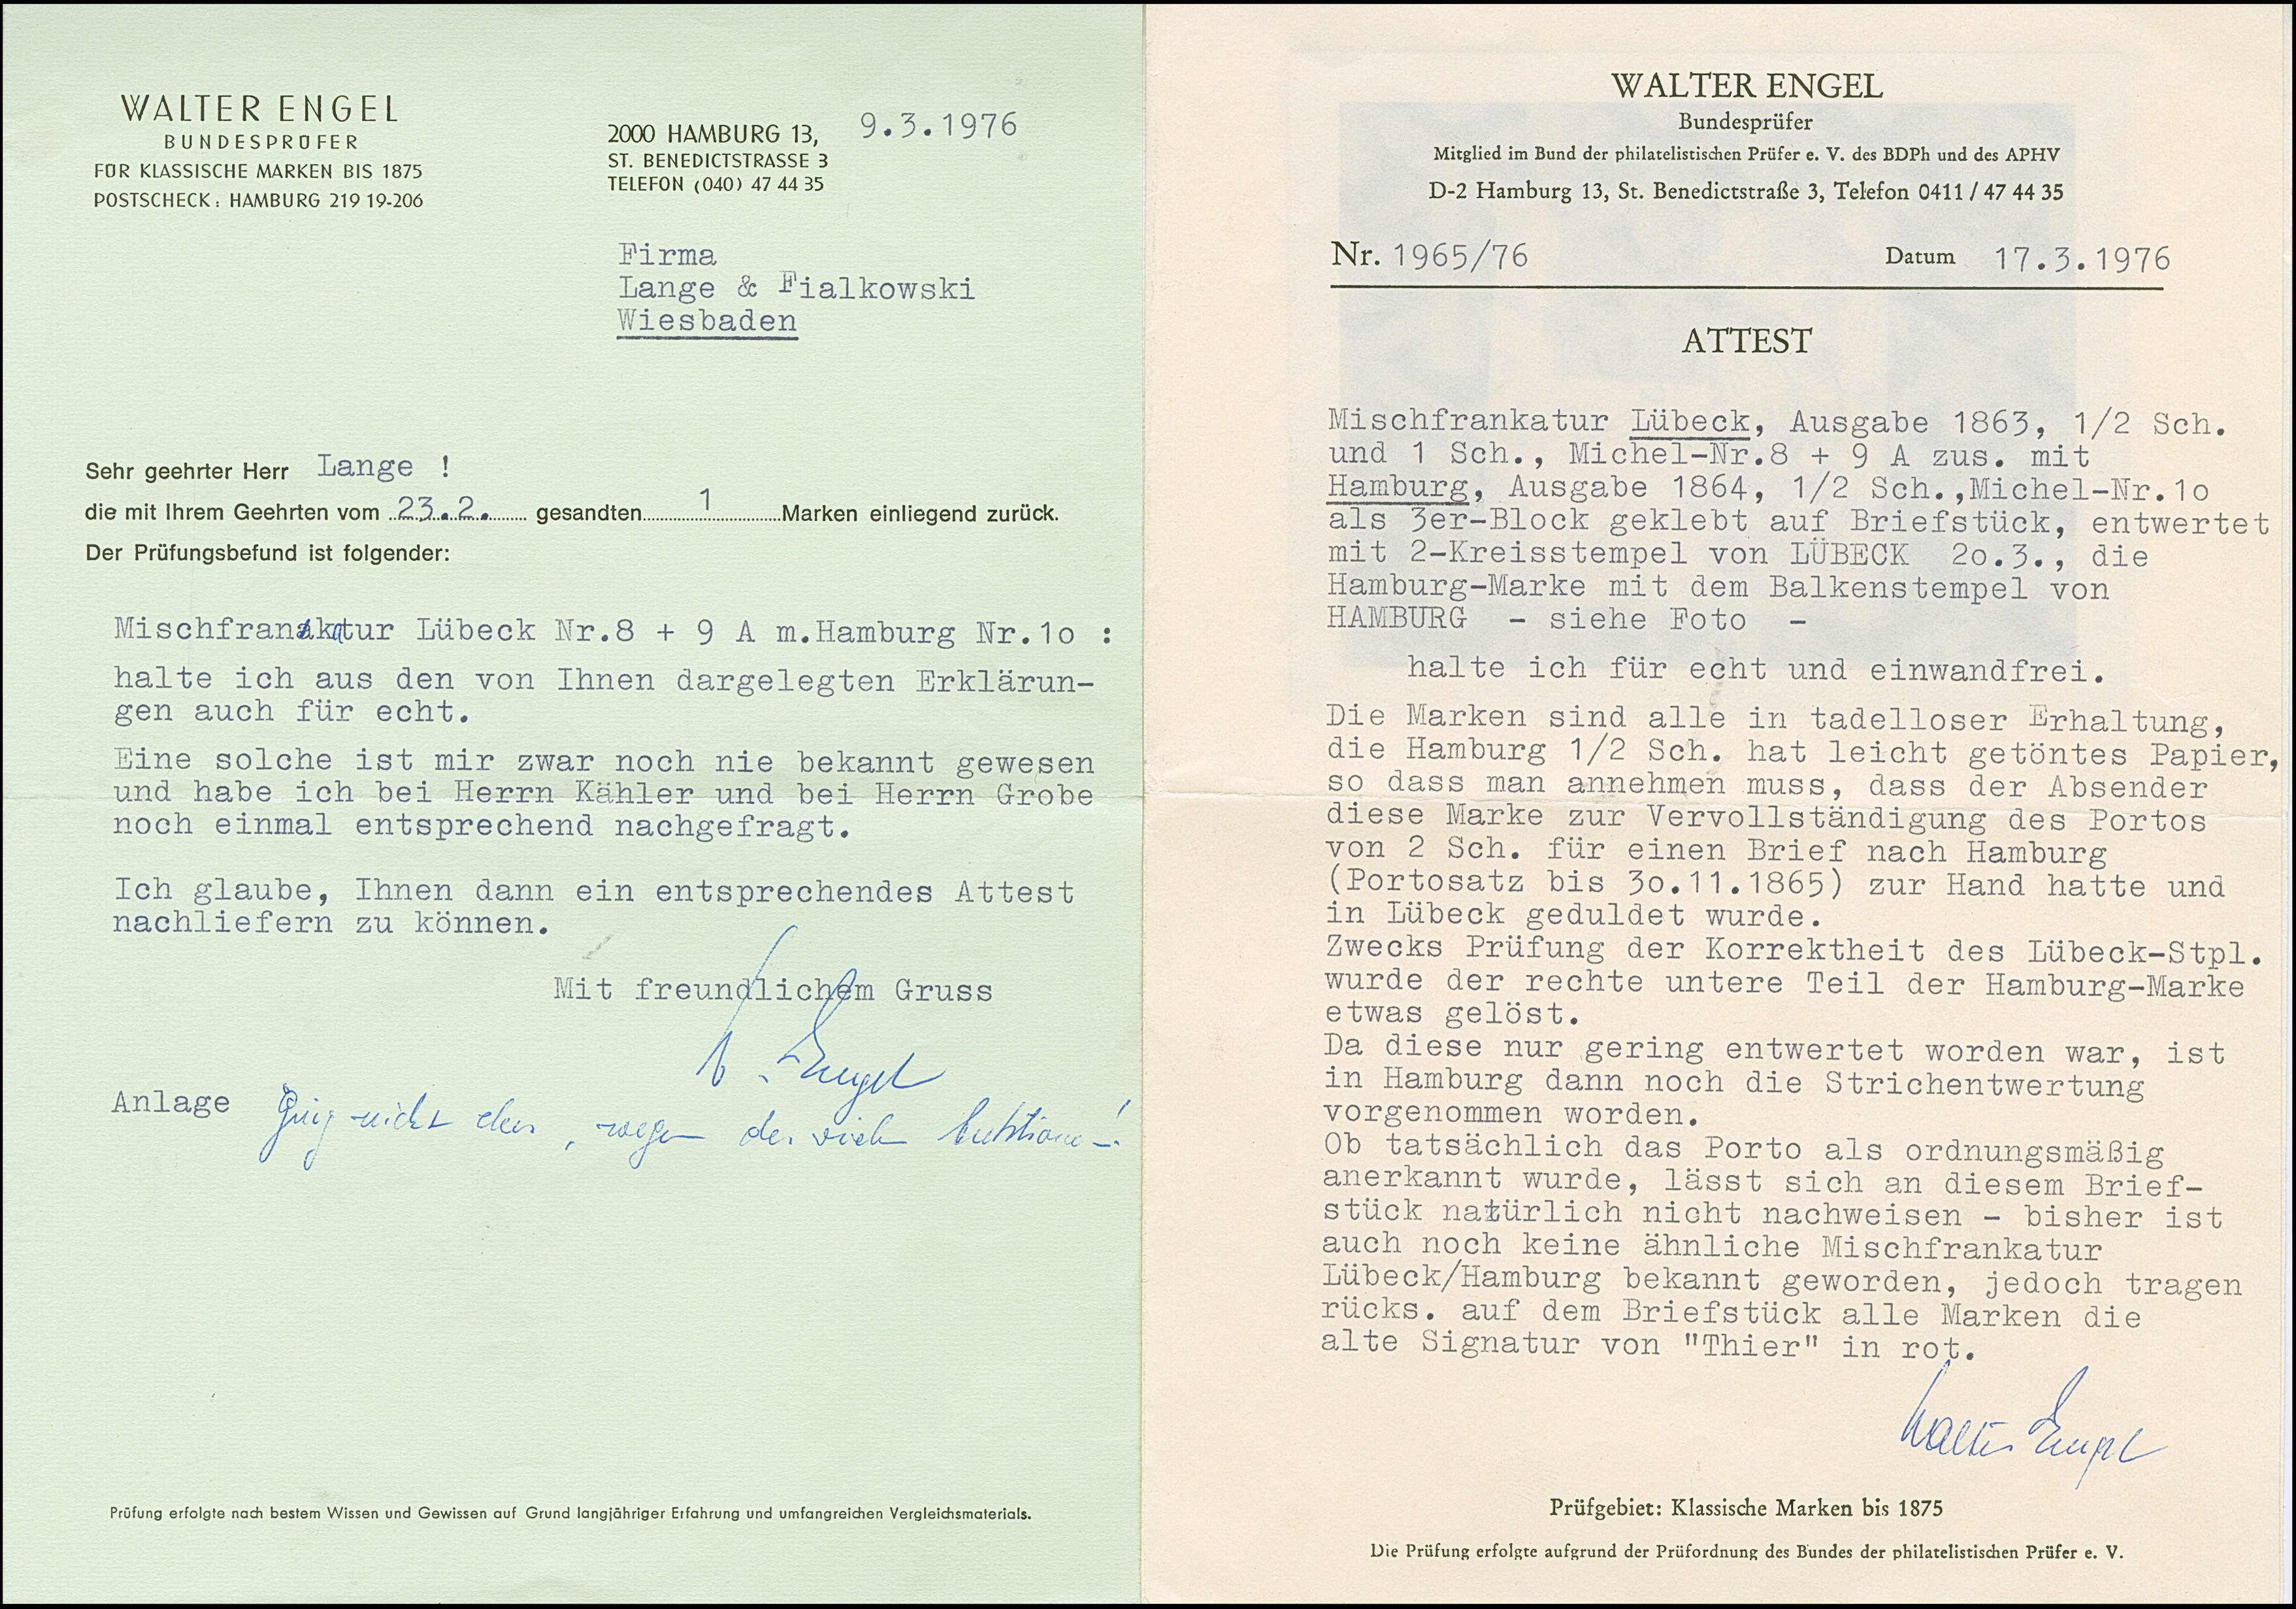 WALTER ENGEL
BUNDESPRÜFER
FÜR KLASSISCHE MARKEN BIS 1875
POSTSCHECK: HAMBURG 219 19-206
2000 HAMBURG 13, 9.3.1976
ST. BENEDICTSTRASSE 3
TELEFON (040) 47 44 35
Firma
Lange & Fialkowski
Wiesbaden
Sehr geehrter Herr Lange !
die mit Ihrem Geehrten vom 23.2. gesandten 1 Marken einliegend zurück.
Der Prüfungsbefund ist folgender:
Mischfrankatur Lübeck Nr.8 + 9 A m.Hamburg Nr.1o :
halte ich aus den von Ihnen dargelegten Erklärun-
gen auch für echt.
Eine solche ist mir zwar noch nie bekannt gewesen
und habe ich bei Herrn Kähler und bei Herrn Grobe
noch einmal entsprechend nachgefragt.
Ich glaube, Ihnen dann ein entsprechendes Attest
nachliefern zu können.
Mit freundlichem Gruss
W. Engel
Anlage Ging nicht eher, wegen der viel. Auktionen!
Prüfung erfolgte nach bestem Wissen und Gewissen auf Grund langjähriger Erfahrung und umfangreichen Vergleichsmaterials.
WALTER ENGEL
Bundesprüfer
Mitglied im Bund der philatelistischen Prüfer e. V. des BDPh und des APHV
D-2 Hamburg 13, St. Benedictstraße 3, Telefon 0411 / 47 44 35
Nr. 1965/76 Datum 17.3.1976
ATTEST
Mischfrankatur Lübeck, Ausgabe 1863, 1/2 Sch.
und 1 Sch., Michel-Nr.8 + 9 A zus. mit
Hamburg, Ausgabe 1864, 1/2 Sch.,Michel-Nr.1o
als 3er-Block geklebt auf Briefstück, entwertet
mit 2-Kreisstempel von LÜBECK 2o.3., die
Hamburg-Marke mit dem Balkenstempel von
HAMBURG - siehe Foto -
halte ich für echt und einwandfrei.
Die Marken sind alle in tadelloser Erhaltung,
die Hamburg 1/2 Sch. hat leicht getöntes Papier,
so dass man annehmen muss, dass der Absender
diese Marke zur Vervollständigung des Portos
von 2 Sch. für einen Brief nach Hamburg
(Portosatz bis 3o.11.1865) zur Hand hatte und
in Lübeck geduldet wurde.
Zwecks Prüfung der Korrektheit des Lübeck-Stpl.
wurde der rechte untere Teil der Hamburg-Marke
etwas gelöst.
Da diese nur gering entwertet worden war, ist
in Hamburg dann noch die Strichentwertung
vorgenommen worden.
Ob tatsächlich das Porto als ordnungsmäßig
anerkannt wurde, lässt sich an diesem Brief-
stück natürlich nicht nachweisen - bisher ist
auch noch keine ähnliche Mischfrankatur
Lübeck/Hamburg bekannt geworden, jedoch tragen
rücks. auf dem Briefstück alle Marken die
alte Signatur von "Thier" in rot.
Walter Engel
Prüfgebiet: Klassische Marken bis 1875
Die Prüfung erfolgte aufgrund der Prüfordnung des Bundes der philatelistischen Prüfer e. V.